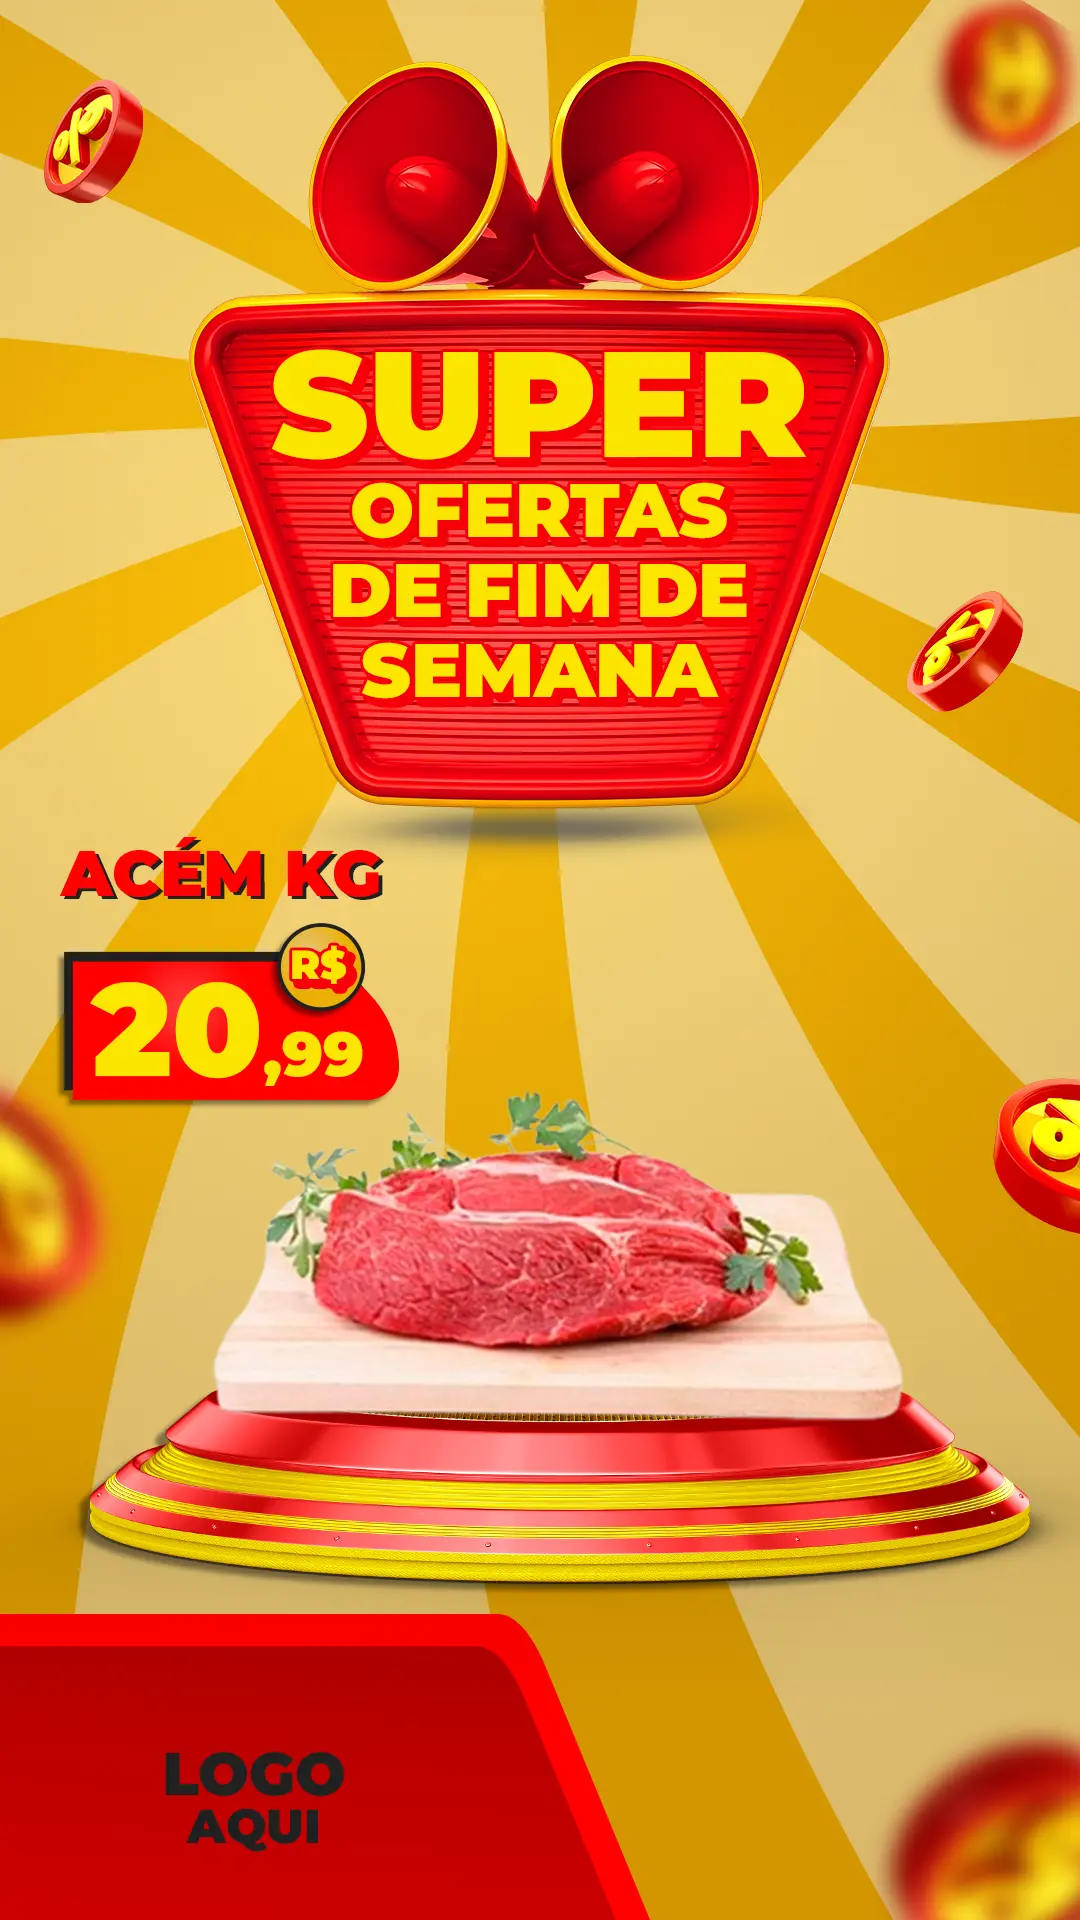 SUPER
OFERTAS
DE FIM DE
SEMANA
ACÉM KG
R$
20,99
LOGO
AQUI